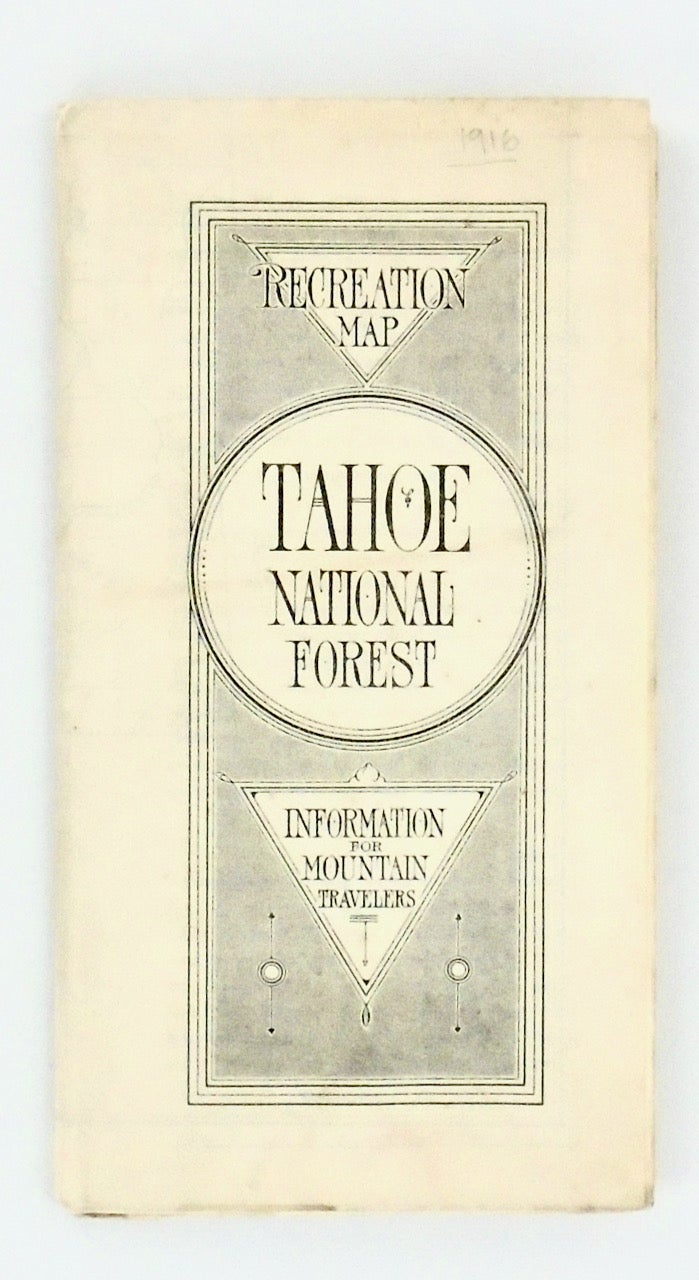 1916
RECREATION
MAP
TAHOE
NATIONAL
FOREST
INFORMATION
FOR
MOUNTAIN
TRAVELERS